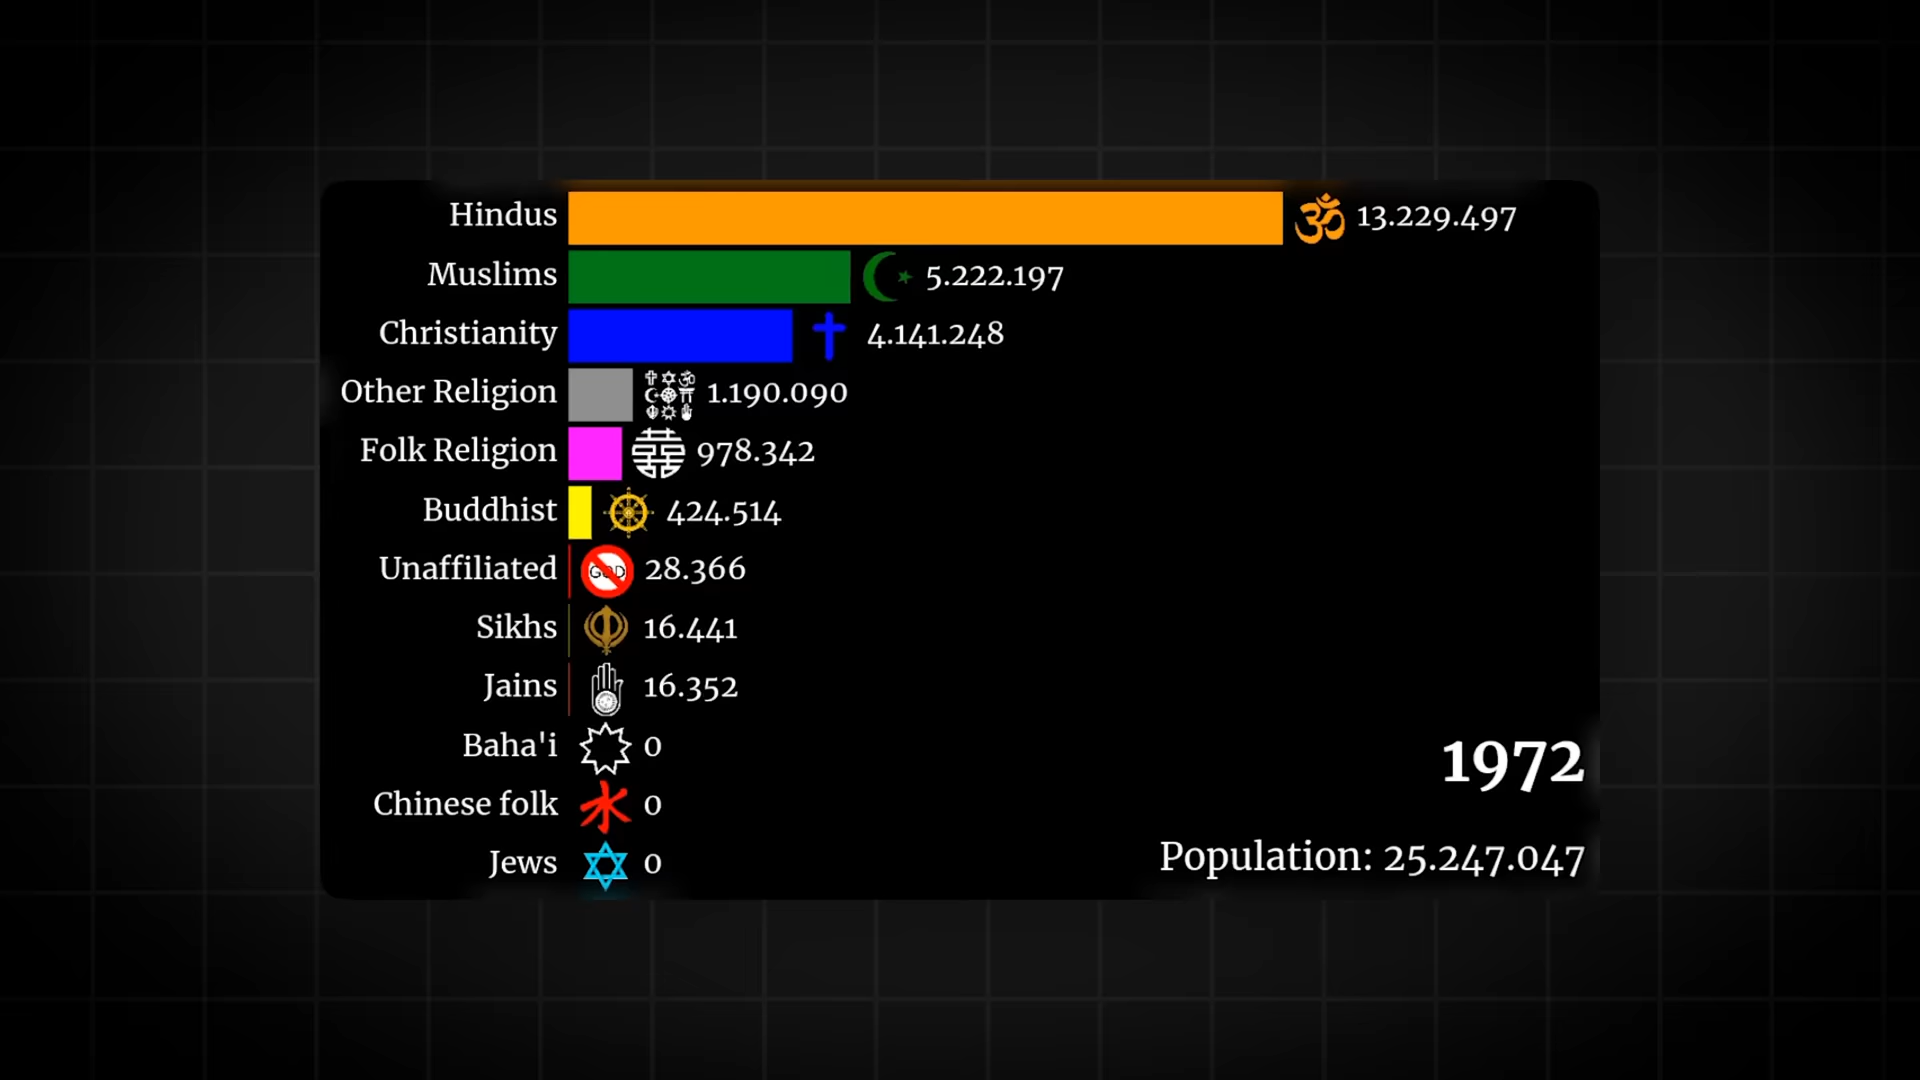 Hindus 13.229.497
Muslims 5.222.197
Christianity 4.141.248
Other Religion 1.190.090
Folk Religion 978.342
Buddhist 424.514
Unaffiliated GOD 28.366
Sikhs 16.441
Jains 16.352
Baha'i 0
Chinese folk 0
Jews 0
1972
Population: 25.247.047